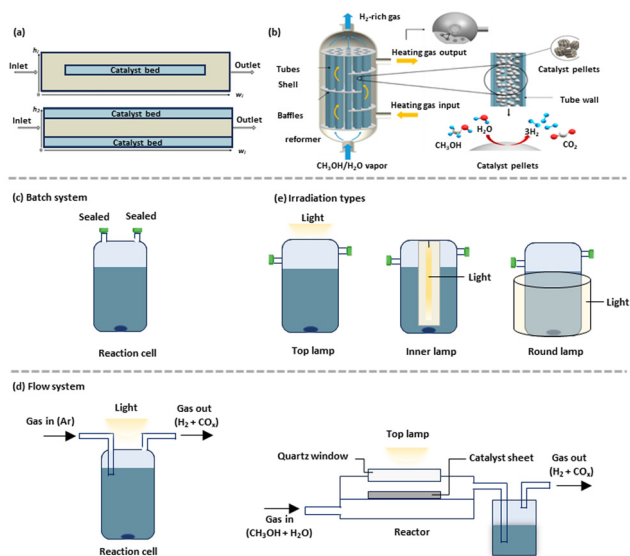 (a)
h₁
Inlet
Catalyst bed
Outlet
w₁
h₂
Catalyst bed
Inlet
Outlet
Catalyst bed
w₂
(b)
H₂-rich gas
Heating gas output
Tubes
Shell
Baffles
Heating gas input
reformer
CH₃OH/H₂O vapor
Catalyst pellets
Tube wall
H₂O
3H₂
CH₃OH
CO₂
Catalyst pellets
(c) Batch system
Sealed Sealed
Reaction cell
(e) Irradiation types
Light
Top lamp
Light
Inner lamp
Light
Round lamp
(d) Flow system
Gas in (Ar)
Light
Gas out
(H₂ + COₓ)
Reaction cell
Top lamp
Quartz window
Catalyst sheet
Gas out
(H₂ + COₓ)
Gas in
(CH₃OH + H₂O)
Reactor